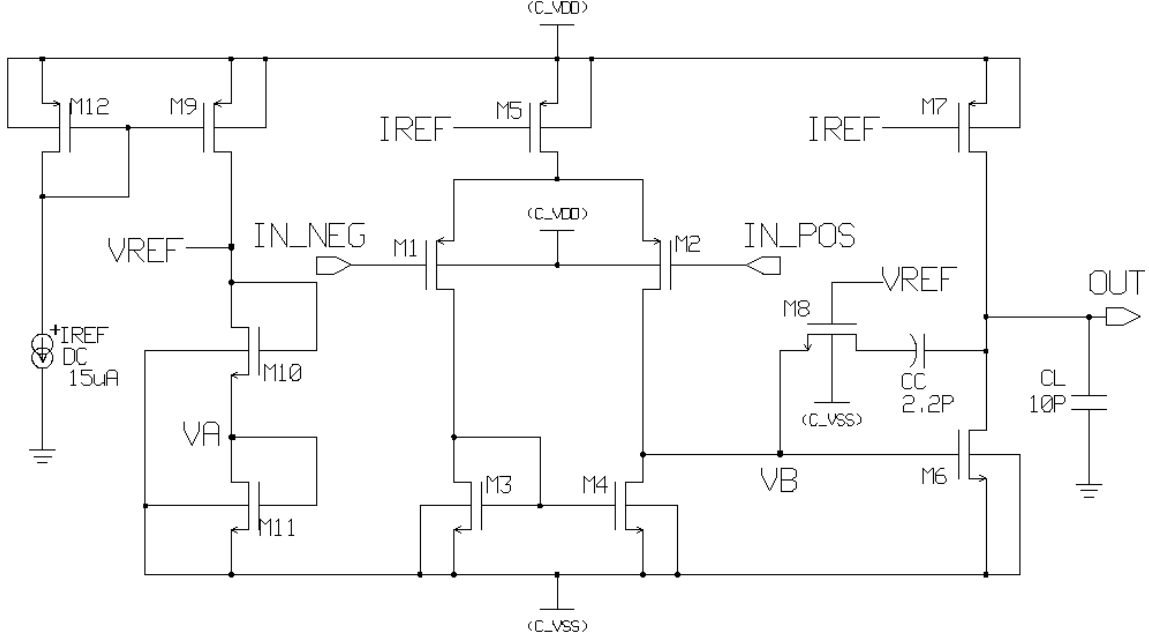 (C_VDD)
M12
M9
M5
M7
IREF
IREF
(C_VDD)
IN_NEG
IN_POS
VREF
M1
M2
VREF
OUT
M8
+IREF
DC
15uA
M10
CC
2.2P
CL
10P
(C_VSS)
VA
VB
M6
M3
M4
M11
(C_VSS)